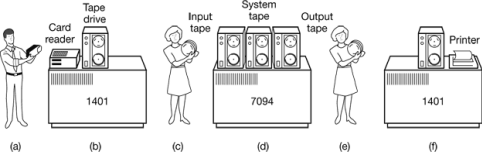 Card
reader
Tape
drive
Input
tape
System
tape
Output
tape
Printer
1401
7094
1401
(a)
(b)
(c)
(d)
(e)
(f)